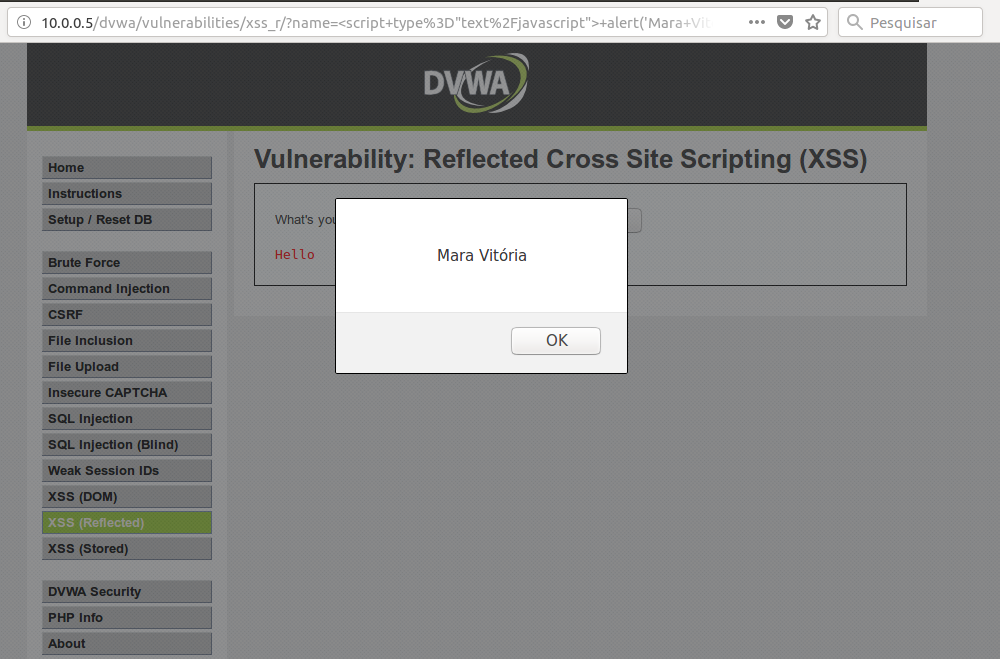 10.0.0.5/dvwa/vulnerabilities/xss_r/?name=<script+type%3D"text%2Fjavascript">+alert('Mara+Vit
Pesquisar
DVWA
Home
Instructions
Setup / Reset DB
Brute Force
Command Injection
CSRF
File Inclusion
File Upload
Insecure CAPTCHA
SQL Injection
SQL Injection (Blind)
Weak Session IDs
XSS (DOM)
XSS (Reflected)
XSS (Stored)
DVWA Security
PHP Info
About
Vulnerability: Reflected Cross Site Scripting (XSS)
What's you
Hello
Mara Vitória
OK